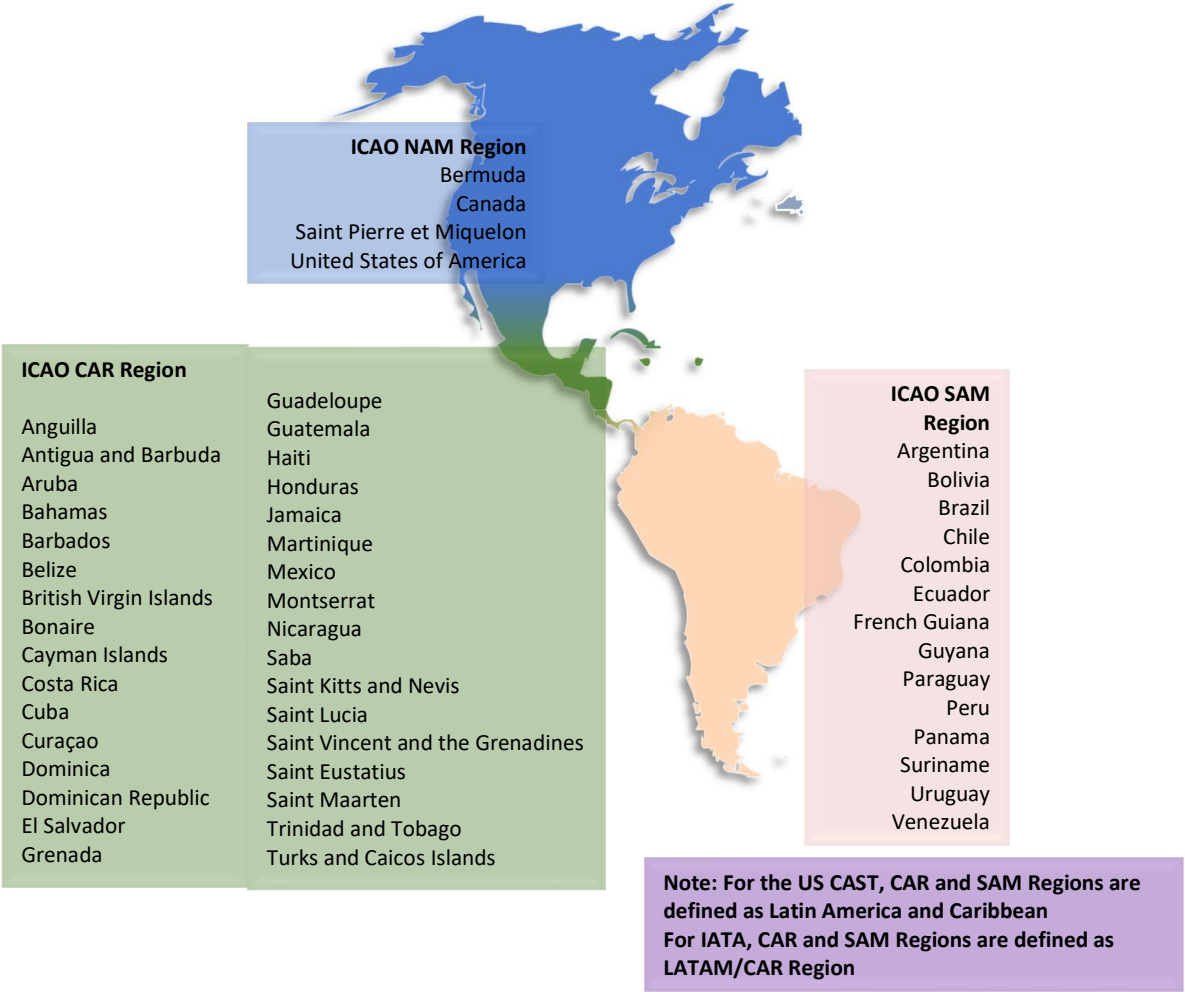 ICAO NAM Region
Bermuda
Canada
Saint Pierre et Miquelon
United States of America
ICAO CAR Region
Anguilla
Antigua and Barbuda
Aruba
Bahamas
Barbados
Belize
British Virgin Islands
Bonaire
Cayman Islands
Costa Rica
Cuba
Curaçao
Dominica
Dominican Republic
El Salvador
Grenada
Guadeloupe
Guatemala
Haiti
Honduras
Jamaica
Martinique
Mexico
Montserrat
Nicaragua
Saba
Saint Kitts and Nevis
Saint Lucia
Saint Vincent and the Grenadines
Saint Eustatius
Saint Maarten
Trinidad and Tobago
Turks and Caicos Islands
ICAO SAM
Region
Argentina
Bolivia
Brazil
Chile
Colombia
Ecuador
French Guiana
Guyana
Paraguay
Peru
Panama
Suriname
Uruguay
Venezuela
Note: For the US CAST, CAR and SAM Regions are
defined as Latin America and Caribbean
For IATA, CAR and SAM Regions are defined as
LATAM/CAR Region